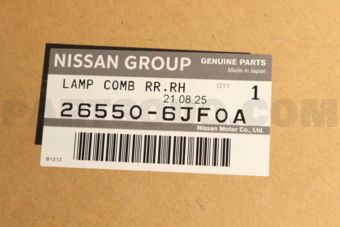 NISSAN GROUP GENUINE PARTS
Made in Japan
LAMP COMB RR.RH QTY 1
21.08.25
26550-6JF0A
Nissan Motor Co., Ltd.
B1212